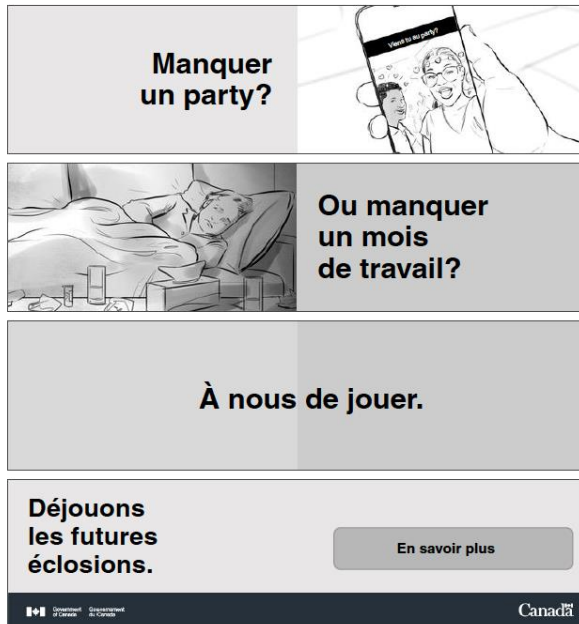 Manquer
un party?
Viens tu au party?
Ou manquer
un mois
de travail?
À nous de jouer.
Déjouons
les futures
éclosions.
En savoir plus
Government
of Canada
Gouvernement
du Canada
Canada